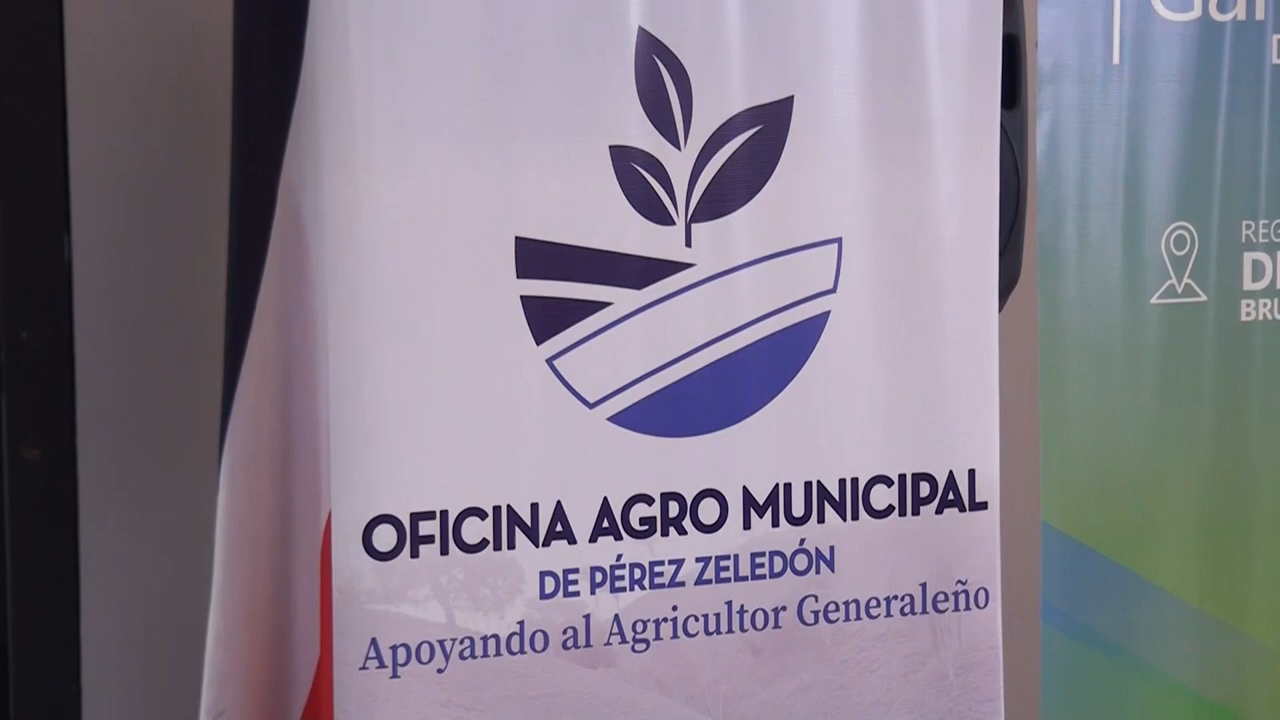 OFICINA AGRO MUNICIPAL
DE PÉREZ ZELEDÓN
Apoyando al Agricultor Generaleño